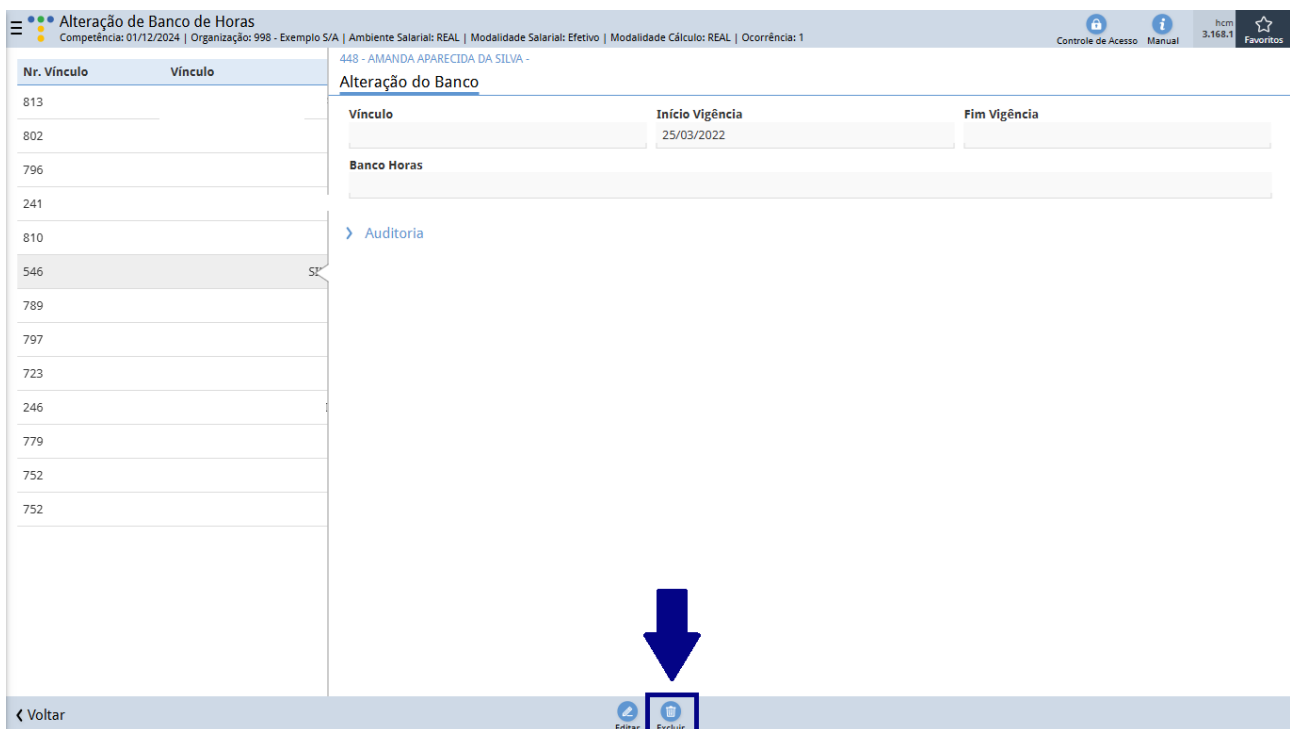 Alteração de Banco de Horas
Competência: 01/12/2024 | Organização: 998 - Exemplo S/A | Ambiente Salarial: REAL | Modalidade Salarial: Efetivo | Modalidade Cálculo: REAL | Ocorrência: 1
Controle de Acesso
Manual
hcm
3.168.1
Favoritos
Nr. Vínculo Vínculo
813
802
796
241
810
546
789
797
723
246
779
752
752
448 - AMANDA APARECIDA DA SILVA -
Alteração do Banco
Vínculo Início Vigência Fim Vigência
25/03/2022
Banco Horas
Auditoria
Voltar
Editar Excluir